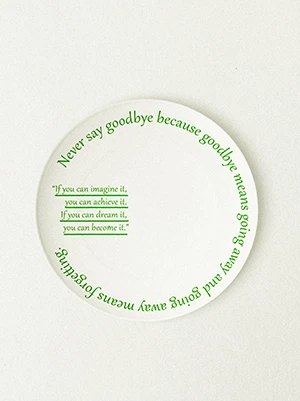 Never say goodbye because goodbye means going away and going away means forgetting.
"If you can imagine it,
you can achieve it.
If you can dream it,
you can become it."